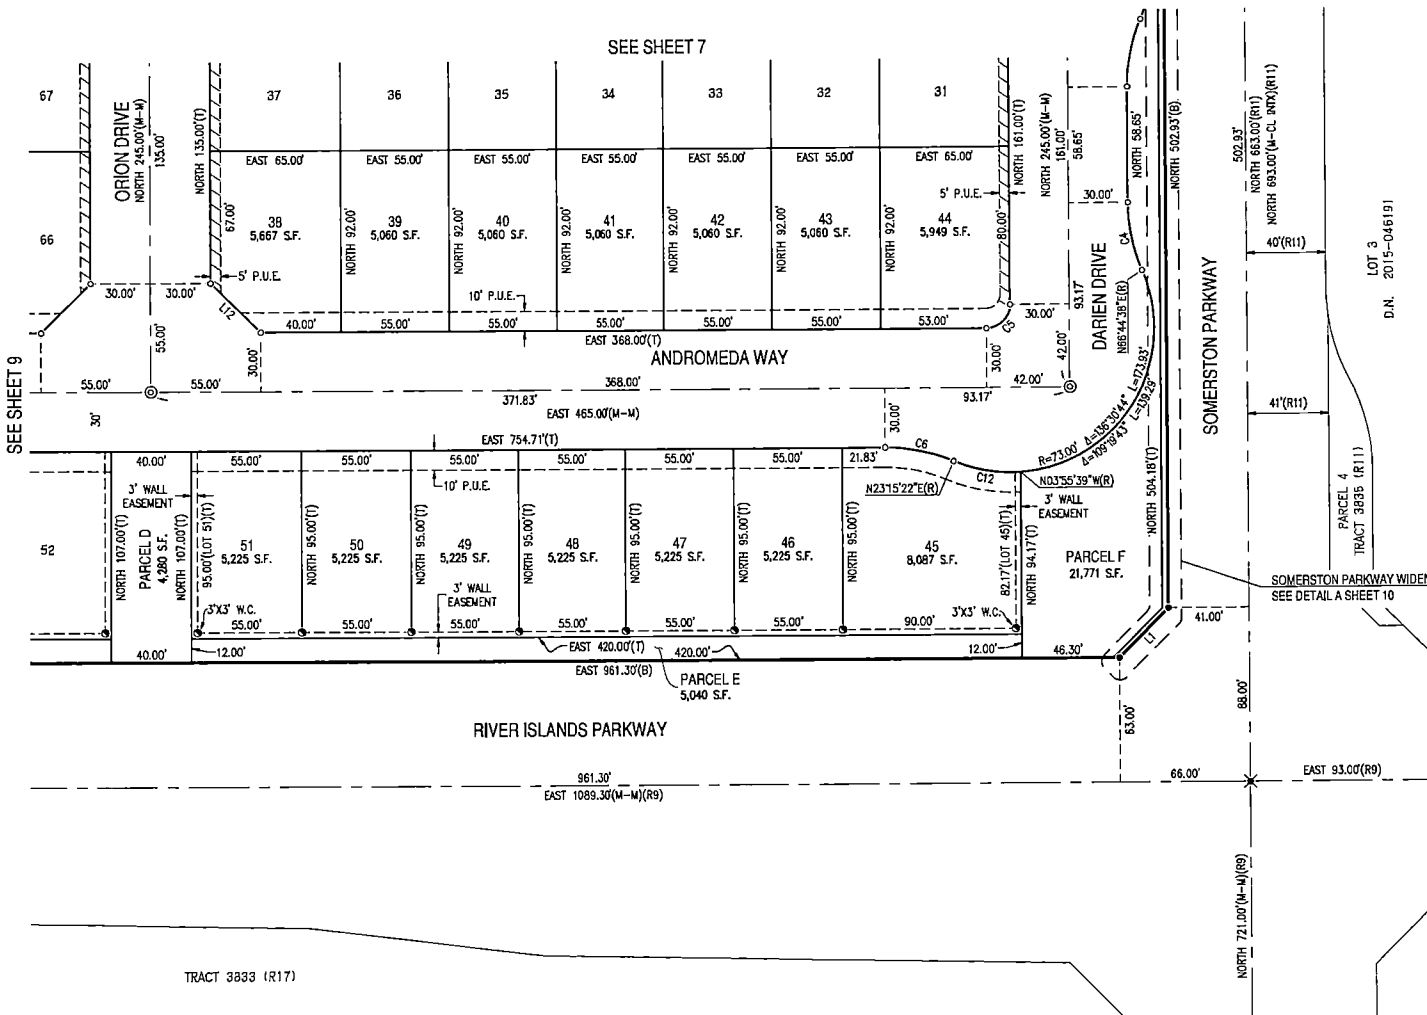 SEE SHEET 7
67
ORION DRIVE
NORTH 245.00'(M-M)
135.00'
NORTH 135.00'(T)
37
36
35
34
33
32
31
NORTH 161.00'(T)
NORTH 245.00'(M-M)
161.00'
58.65'
NORTH 58.65'
NORTH 502.93'(B)
502.93'
NORTH 663.00'(R11)
NORTH 693.00'(M-CL INTX)(R11)
EAST 65.00'
EAST 55.00'
EAST 55.00'
EAST 55.00'
EAST 55.00'
EAST 55.00'
EAST 65.00'
5' P.U.E.
30.00'
66
67.00'
38
5,667 S.F.
NORTH 92.00'
39
5,060 S.F.
NORTH 92.00'
40
5,060 S.F.
NORTH 92.00'
41
5,060 S.F.
NORTH 92.00'
42
5,060 S.F.
NORTH 92.00'
43
5,060 S.F.
NORTH 92.00'
44
5,949 S.F.
80.00'
C4
40'(R11)
LOT 3
D.N. 2015-046191
5' P.U.E.
30.00'
30.00'
L12
10' P.U.E.
DARIEN DRIVE
N66°44'38"E(R)
SOMERSTON PARKWAY
93.17'
30.00'
C5
40.00'
55.00'
55.00'
55.00'
55.00'
55.00'
53.00'
EAST 368.00'(T)
ANDROMEDA WAY
55.00'
30.00'
30.00'
42.00'
SEE SHEET 9
55.00'
55.00'
368.00'
42.00'
371.83'
93.17'
EAST 465.00'(M-M)
30'
30.00'
R=73.00'
Δ=136°30'44" L=173.93'
Δ=109°19'43" L=139.29'
41'(R11)
EAST 754.71'(T)
C6
40.00'
55.00'
55.00'
55.00'
55.00'
55.00'
55.00'
21.83'
10' P.U.E.
N23°15'22"E(R)
C12
N03°55'39"W(R)
3' WALL
EASEMENT
3' WALL
EASEMENT
NORTH 504.18'(T)
PARCEL 4
TRACT 3835 (R11)
52
NORTH 107.00'(T)
PARCEL D
4,280 S.F.
NORTH 107.00'(T)
95.00'(LOT 51)(T)
51
5,225 S.F.
NORTH 95.00'(T)
50
5,225 S.F.
NORTH 95.00'(T)
49
5,225 S.F.
NORTH 95.00'(T)
48
5,225 S.F.
NORTH 95.00'(T)
47
5,225 S.F.
NORTH 95.00'(T)
46
5,225 S.F.
NORTH 95.00'(T)
45
8,087 S.F.
82.17'(LOT 45)(T)
NORTH 94.17'(T)
PARCEL F
21,771 S.F.
SOMERSTON PARKWAY WIDEN
SEE DETAIL A SHEET 10
3' WALL
EASEMENT
3'X3' W.C.
3'X3' W.C.
55.00'
55.00'
55.00'
55.00'
55.00'
55.00'
90.00'
41.00'
L1
40.00'
12.00'
EAST 420.00'(T)
420.00'
12.00'
46.30'
EAST 961.30'(B)
PARCEL E
5,040 S.F.
63.00'
88.00'
RIVER ISLANDS PARKWAY
961.30'
66.00'
EAST 93.00'(R9)
EAST 1089.30'(M-M)(R9)
NORTH 721.00'(M-M)(R9)
TRACT 3833 (R17)